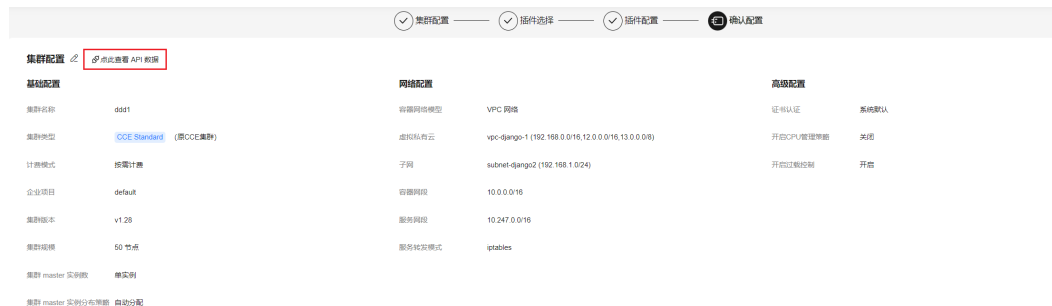 集群配置 插件选择 插件配置 确认配置
集群配置 点此查看 API 数据
基础配置 网络配置 高级配置
集群名称 ddd1 容器网络模型 VPC 网络 证书认证 系统默认
集群类型 CCE Standard (原CCE集群) 虚拟私有云 vpc-django-1 (192.168.0.0/16,12.0.0.0/16,13.0.0.0/8) 开启CPU管理策略 关闭
计费模式 按需计费 子网 subnet-django2 (192.168.1.0/24) 开启过载控制 开启
企业项目 default 容器网段 10.0.0.0/16
集群版本 v1.28 服务网段 10.247.0.0/16
集群规模 50 节点 服务转发模式 iptables
集群 master 实例数 单实例
集群 master 实例分布策略 自动分配